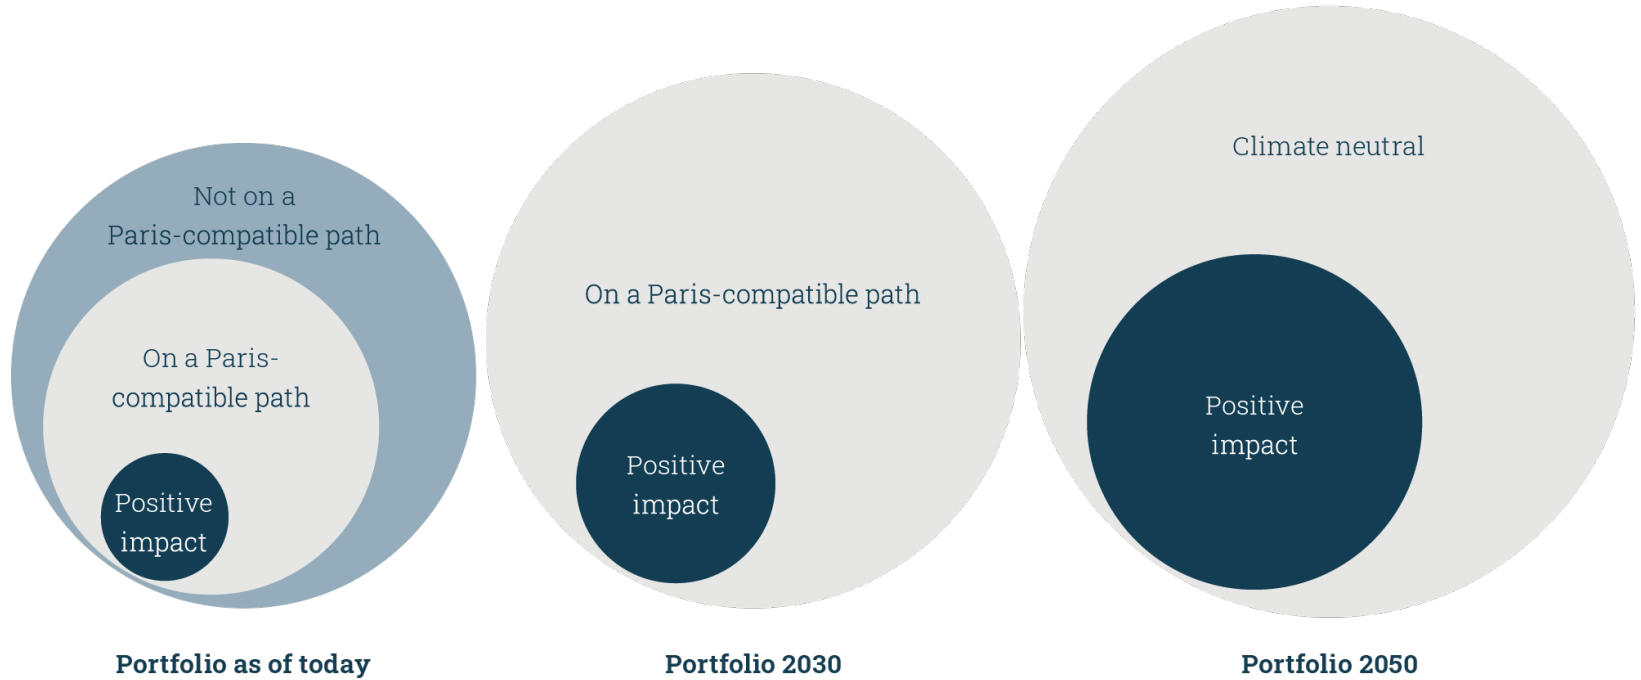 Not on a
Paris-compatible path
On a Paris-
compatible path
Positive
impact
Portfolio as of today
On a Paris-compatible path
Positive
impact
Portfolio 2030
Climate neutral
Positive
impact
Portfolio 2050